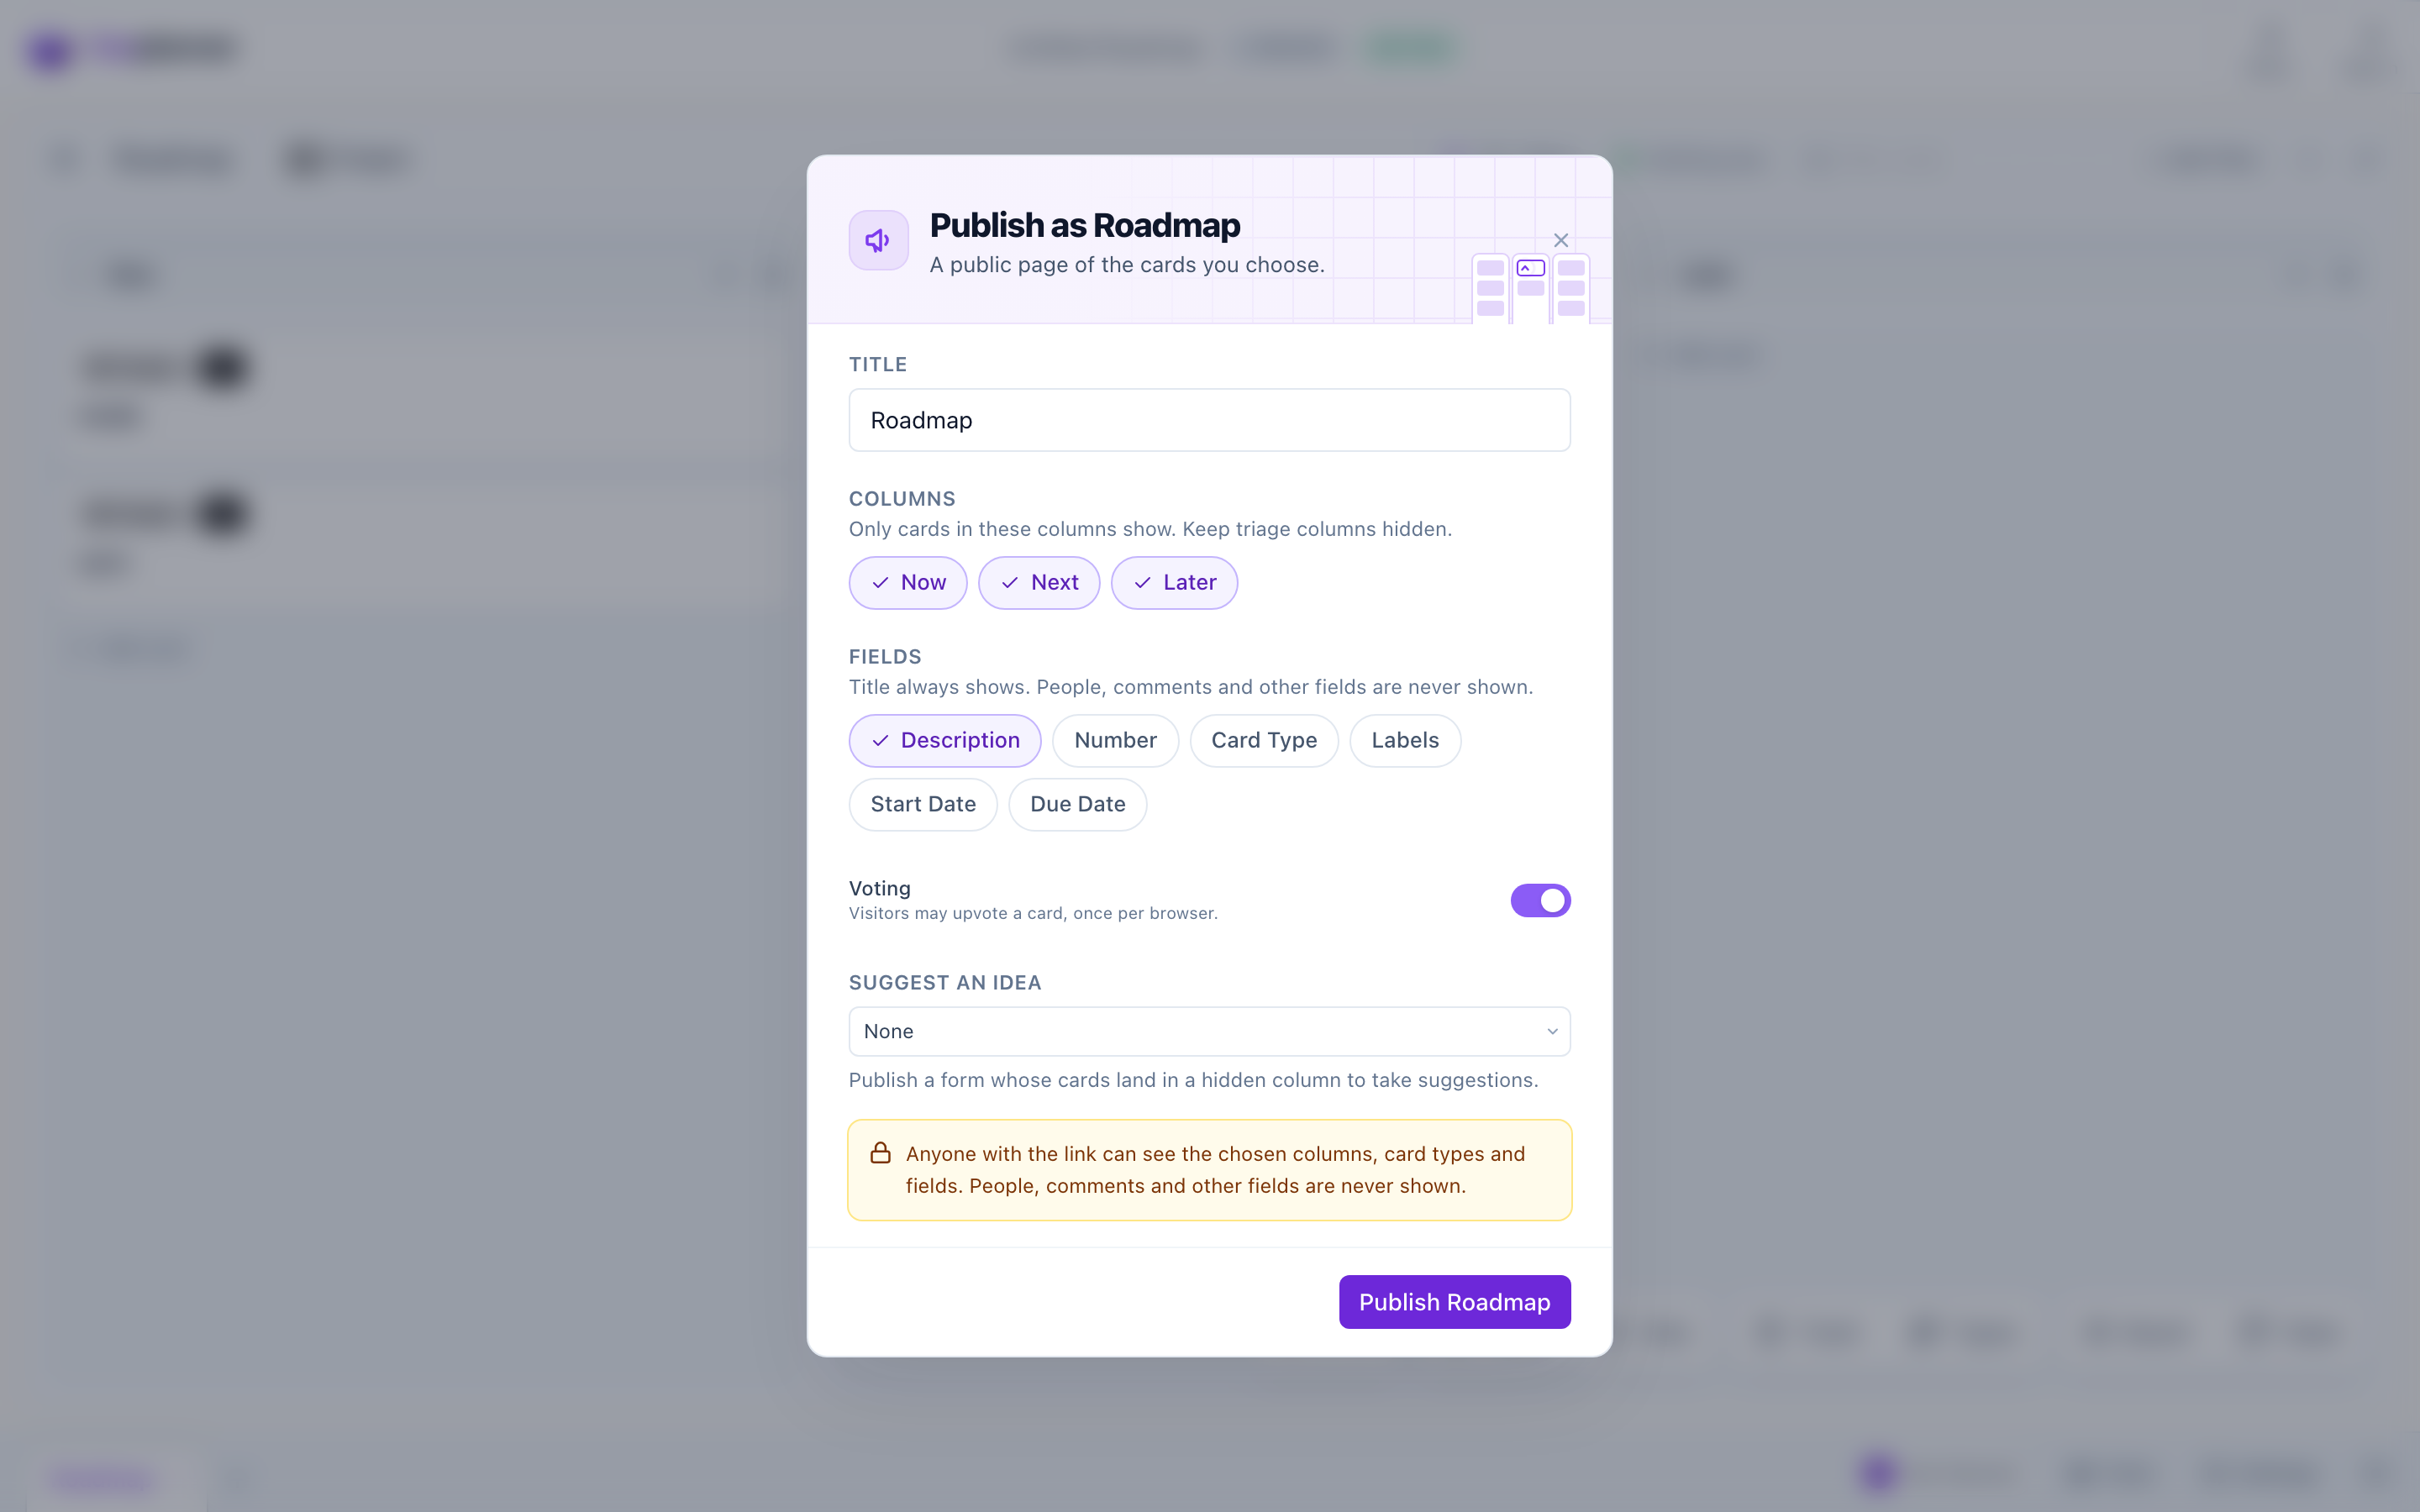 Publish as Roadmap
A public page of the cards you choose.
TITLE
Roadmap
COLUMNS
Only cards in these columns show. Keep triage columns hidden.
Now
Next
Later
FIELDS
Title always shows. People, comments and other fields are never shown.
Description
Number
Card Type
Labels
Start Date
Due Date
Voting
Visitors may upvote a card, once per browser.
SUGGEST AN IDEA
None
Publish a form whose cards land in a hidden column to take suggestions.
Anyone with the link can see the chosen columns, card types and
fields. People, comments and other fields are never shown.
Publish Roadmap